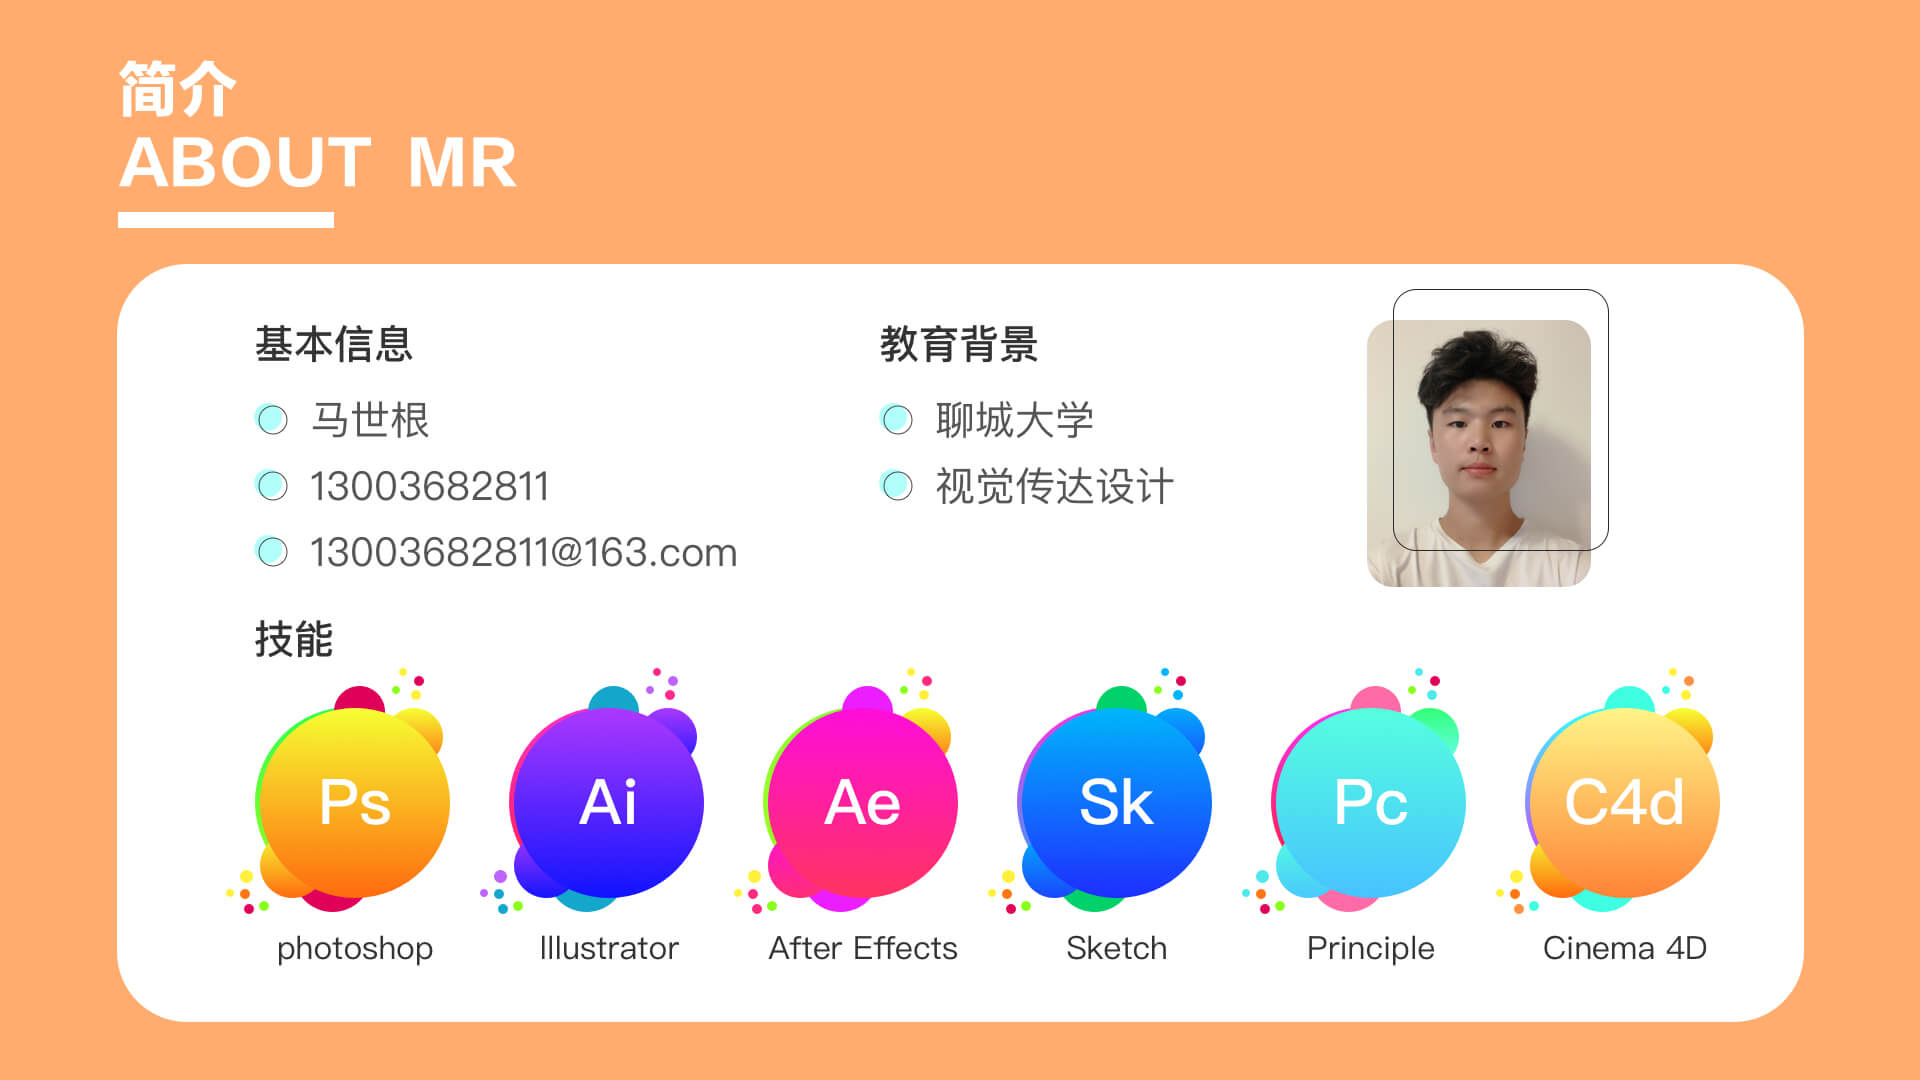 简介
ABOUT MR
基本信息
马世根
13003682811
13003682811@163.com
教育背景
聊城大学
视觉传达设计
技能
Ps
Ai
Ae
Sk
Pc
C4d
photoshop
Illustrator
After Effects
Sketch
Principle
Cinema 4D